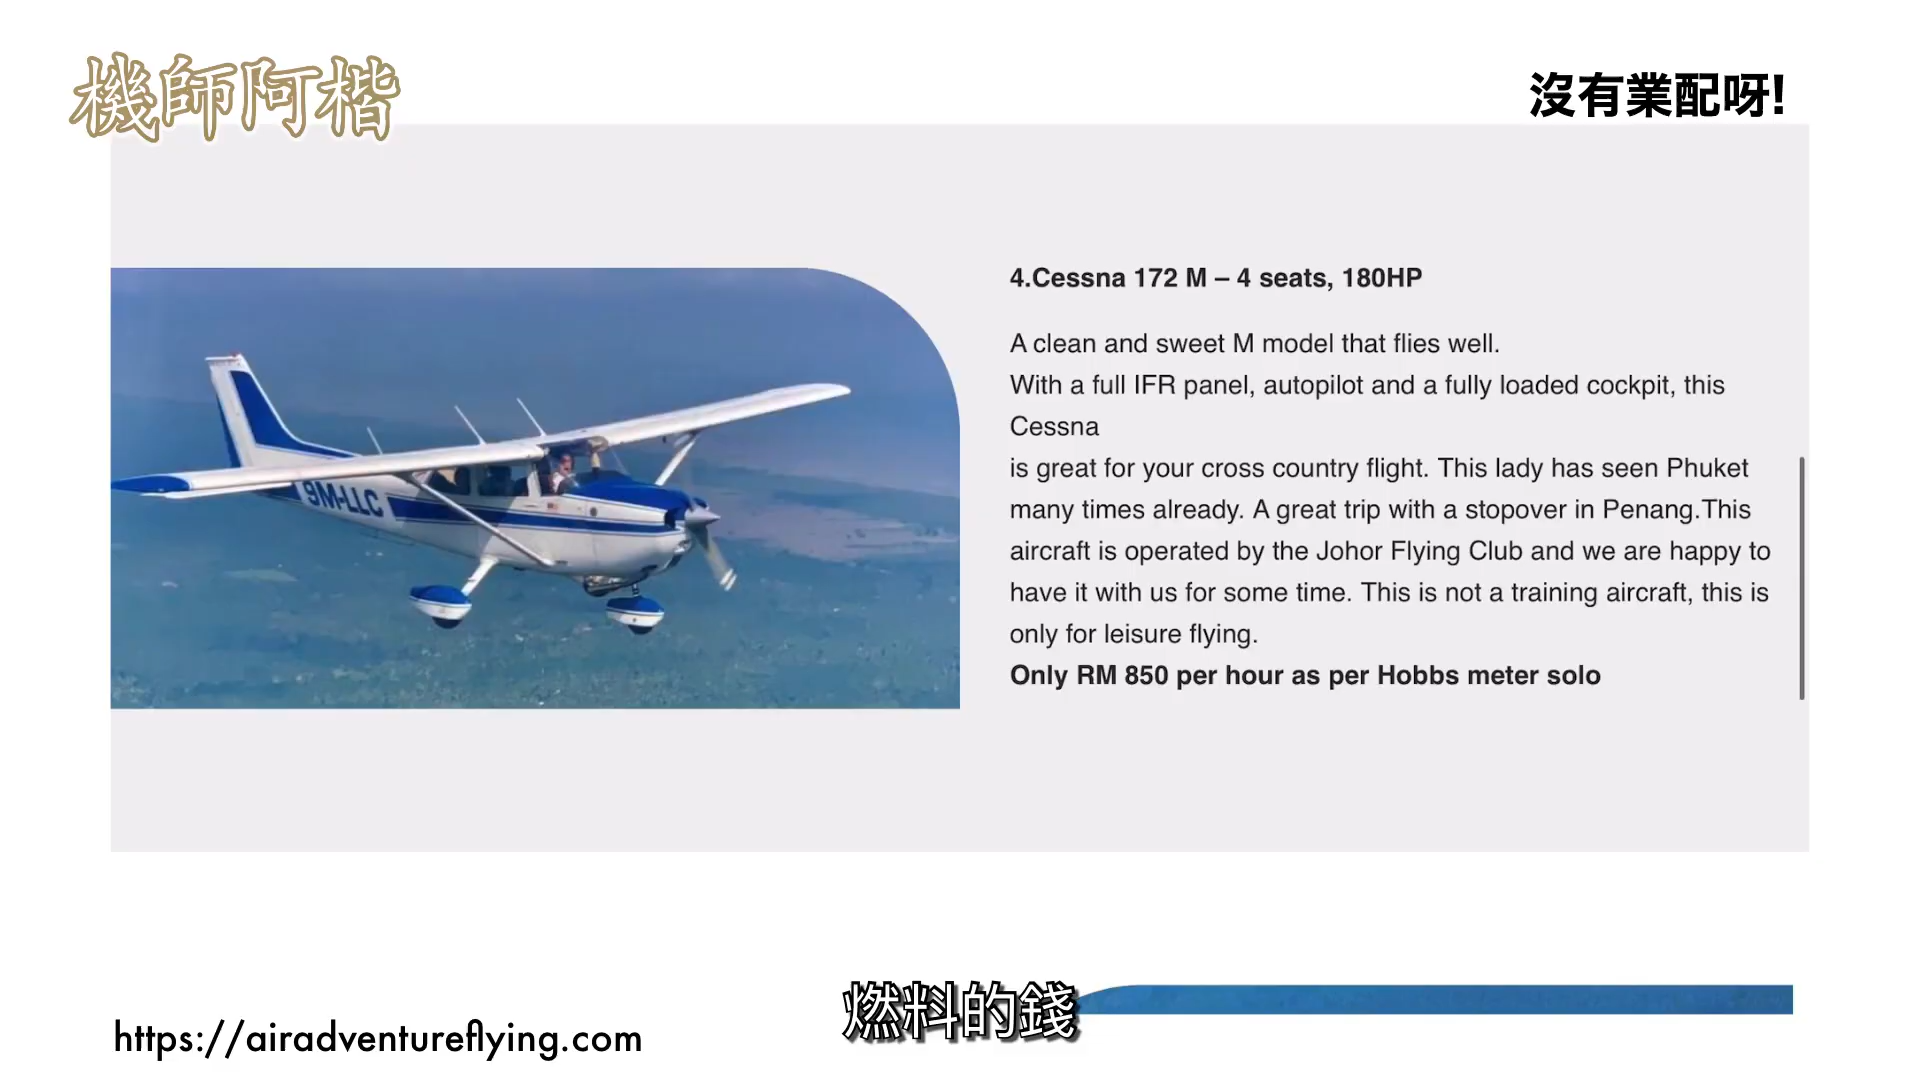 機師阿楷
沒有業配呀!
4.Cessna 172 M – 4 seats, 180HP
A clean and sweet M model that flies well.
With a full IFR panel, autopilot and a fully loaded cockpit, this
Cessna
is great for your cross country flight. This lady has seen Phuket
many times already. A great trip with a stopover in Penang.This
aircraft is operated by the Johor Flying Club and we are happy to
have it with us for some time. This is not a training aircraft, this is
only for leisure flying.
Only RM 850 per hour as per Hobbs meter solo
9M-LLC
燃料的錢
https://airadventureflying.com